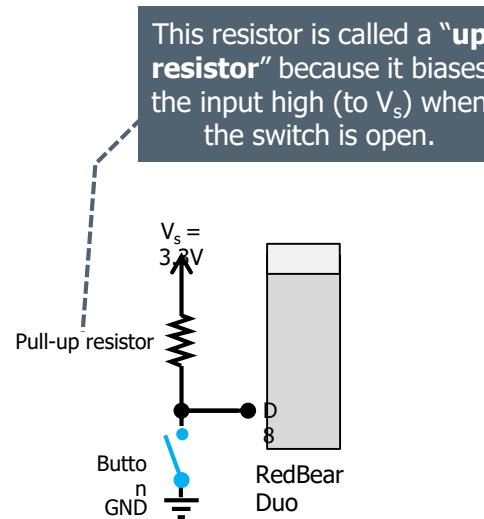 This resistor is called a “up
resistor” because it biases
the input high (to Vs) when
the switch is open.
Vs =
3.3V
Pull-up resistor
D
8
Butto
n
GND
RedBear
Duo